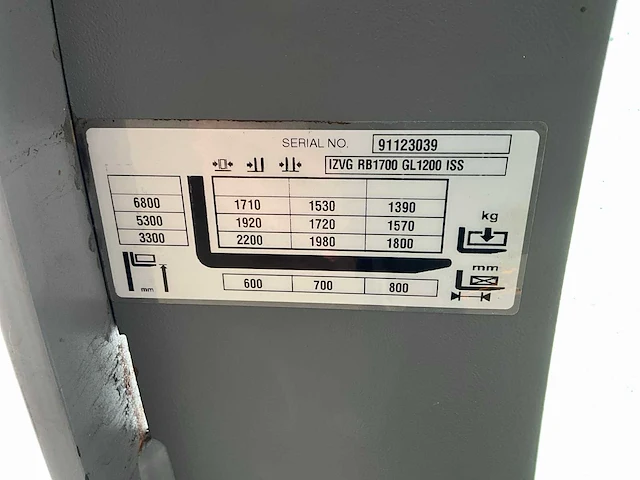 SERIAL NO. 91123039
IZVG RB1700 GL1200 ISS
6800 1710 1530 1390 kg
5300 1920 1720 1570
3300 2200 1980 1800
mm
mm 600 700 800